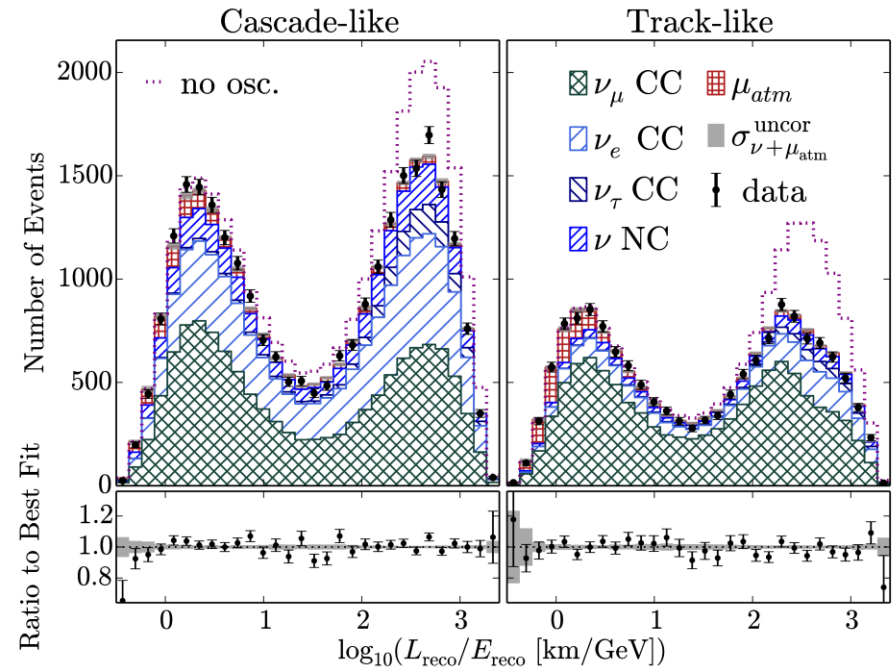 Cascade-like
Track-like
Number of Events
2000
1500
1000
500
0
no osc.
ν_μ CC
ν_e CC
ν_τ CC
ν NC
μ_atm
σ^uncor_ν+μ_atm
data
Ratio to Best Fit
1.2
1.0
0.8
0 1 2 3
0 1 2 3
log₁₀(L_reco/E_reco [km/GeV])